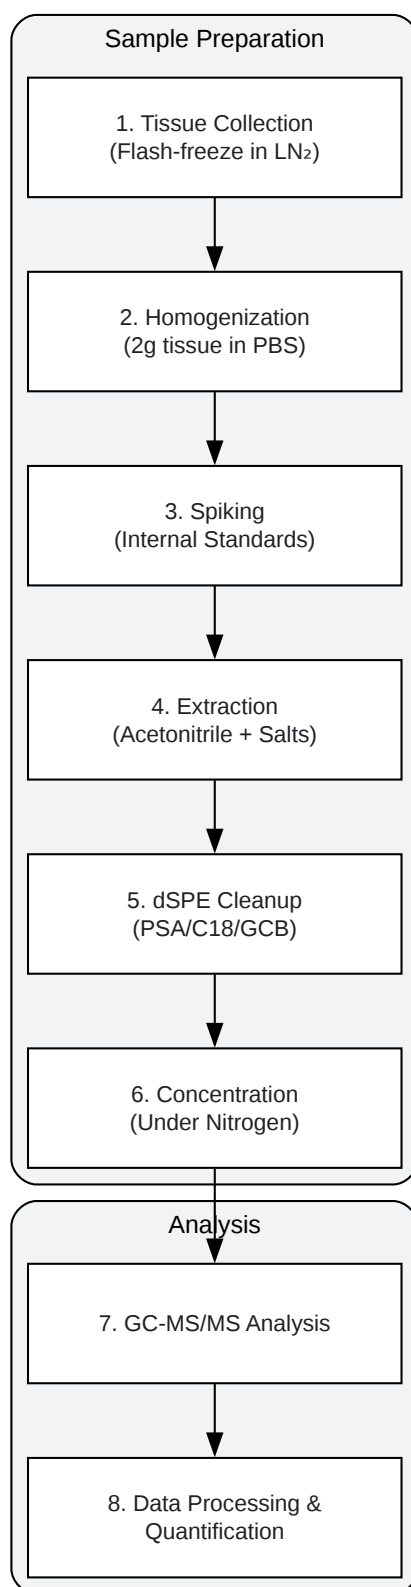 Sample Preparation
1. Tissue Collection
(Flash-freeze in LN₂)
2. Homogenization
(2g tissue in PBS)
3. Spiking
(Internal Standards)
4. Extraction
(Acetonitrile + Salts)
5. dSPE Cleanup
(PSA/C18/GCB)
6. Concentration
(Under Nitrogen)
Analysis
7. GC-MS/MS Analysis
8. Data Processing &
Quantification